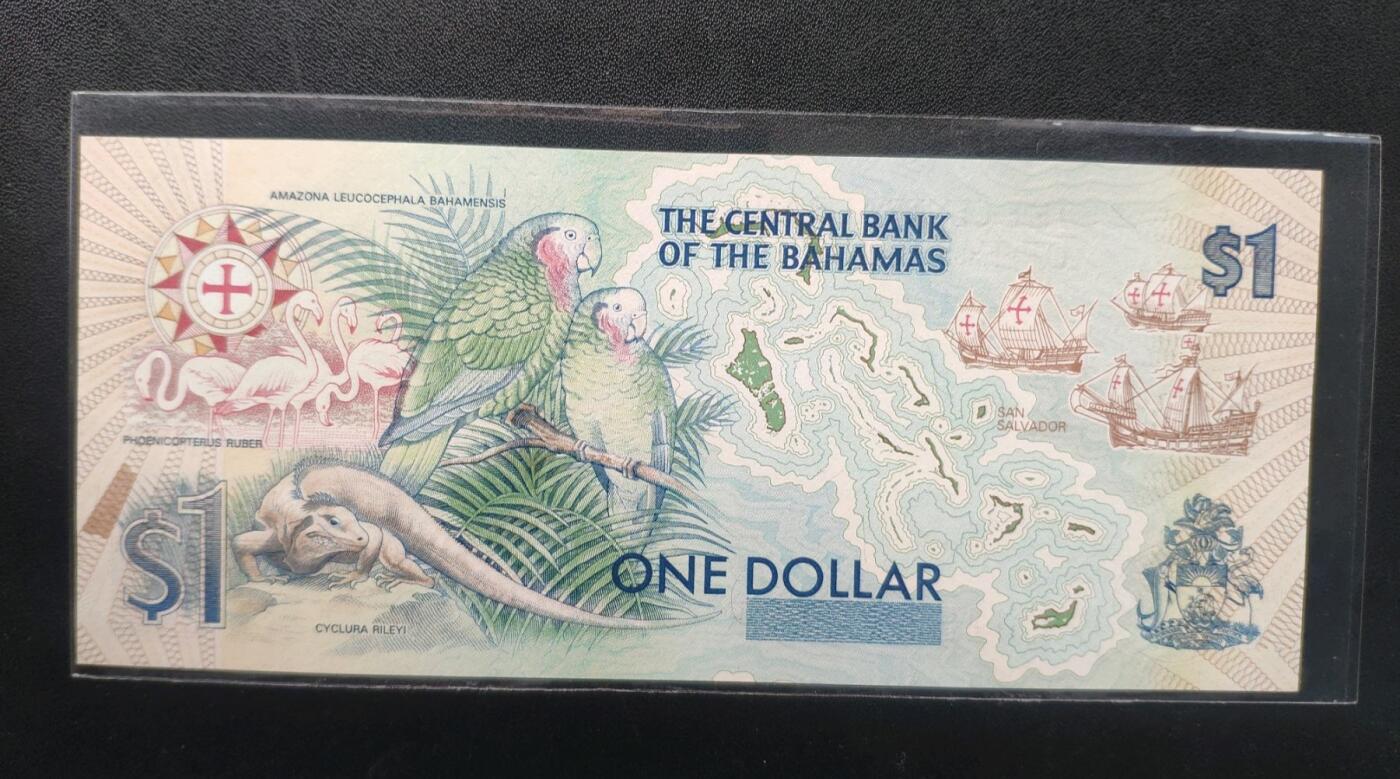 AMAZONA LEUCOCEPHALA BAHAMENSIS
THE CENTRAL BANK
OF THE BAHAMAS
$1
SAN
SALVADOR
PHOENICOPTERUS RUBER
$1
ONE DOLLAR
CYCLURA RILEYI